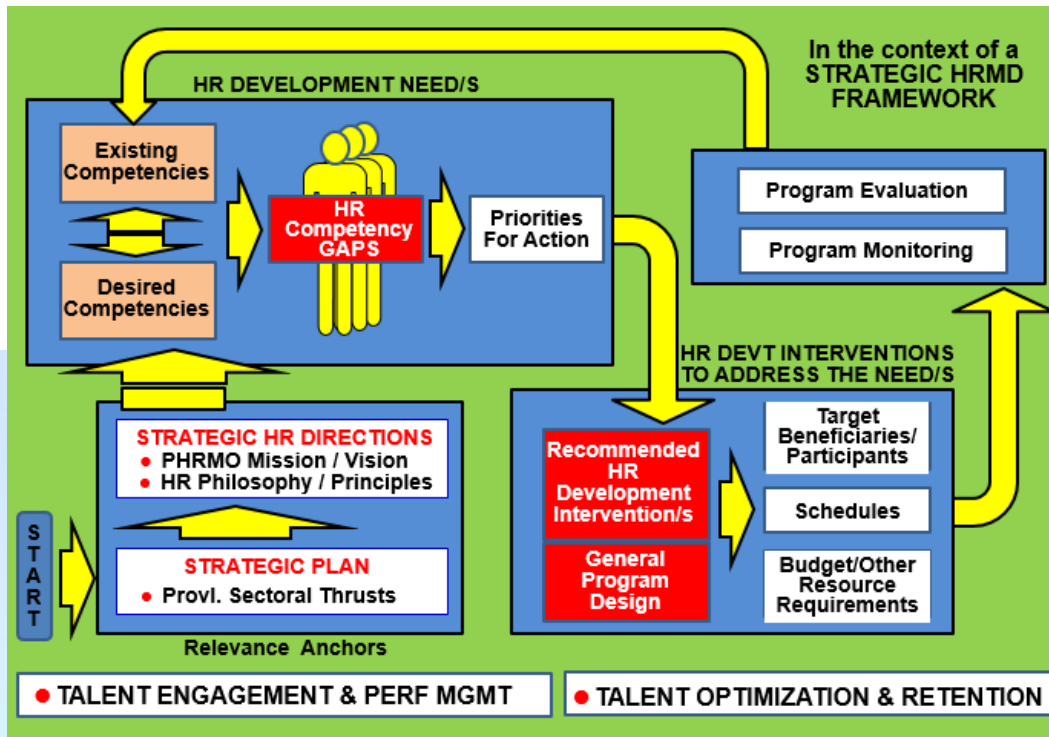 In the context of a
STRATEGIC HRMD
FRAMEWORK
HR DEVELOPMENT NEED/S
Existing
Competencies
Desired
Competencies
HR
Competency
GAPS
Priorities
For Action
Program Evaluation
Program Monitoring
HR DEVT INTERVENTIONS
TO ADDRESS THE NEED/S
Recommended
HR
Development
Intervention/s
General
Program
Design
Target
Beneficiaries/
Participants
Schedules
Budget/Other
Resource
Requirements
STRATEGIC HR DIRECTIONS
● PHRMO Mission / Vision
● HR Philosophy / Principles
START
STRATEGIC PLAN
● Provl. Sectoral Thrusts
Relevance Anchors
● TALENT ENGAGEMENT & PERF MGMT
● TALENT OPTIMIZATION & RETENTION